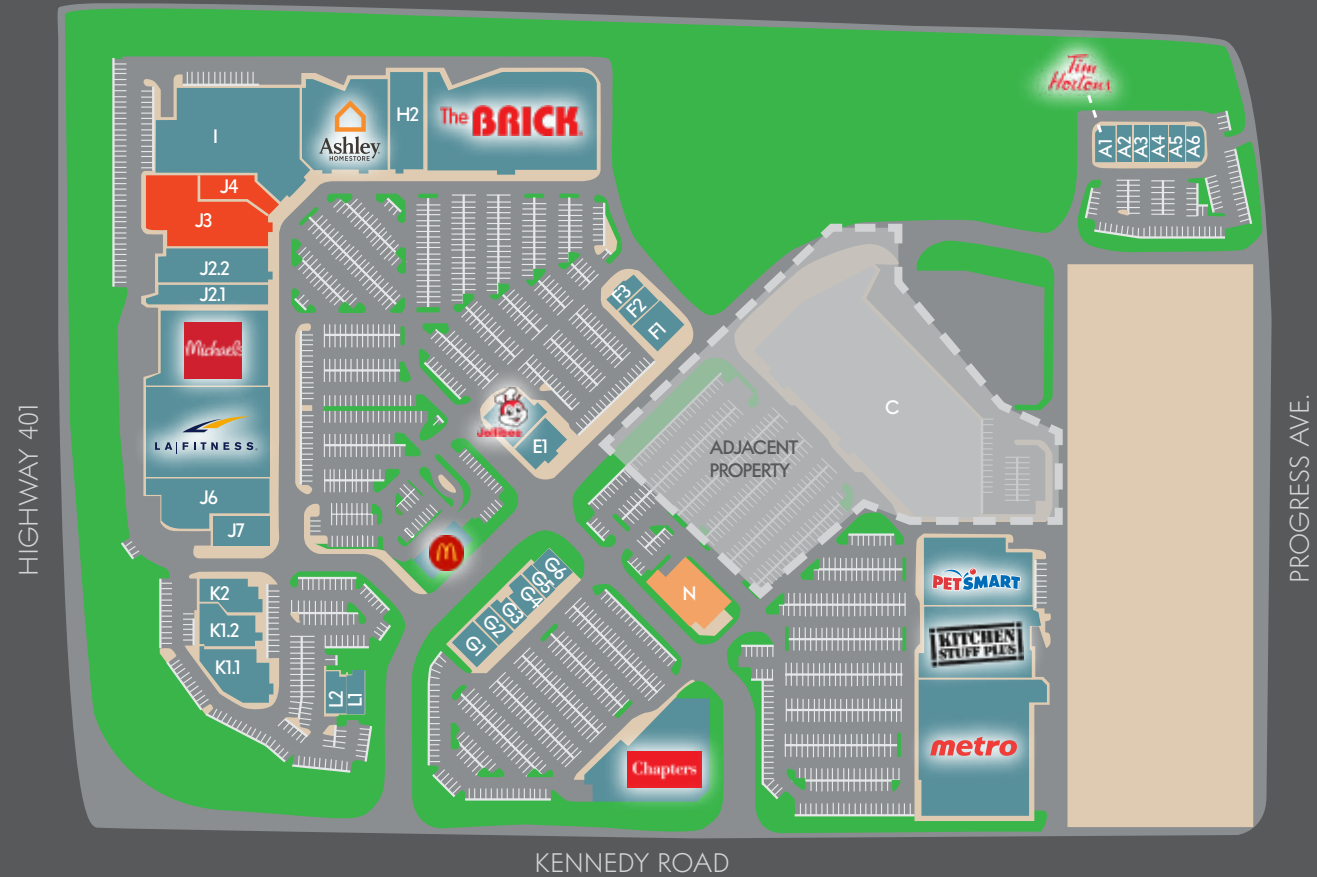 Tim
Hortons
A1
A2
A3
A4
A5
A6
I
Ashley
HOMESTORE
H2
The BRICK
J4
J3
J2.2
J2.1
F3
F2
F1
Michaels
Jollibee
E1
LA|FITNESS.
C
ADJACENT
PROPERTY
J6
J7
HIGHWAY 401
PROGRESS AVE.
M
G6
G5
G4
G3
G2
G1
N
PETSMART
KITCHEN
STUFF PLUS
K2
K1.2
K1.1
L2
L1
metro
Chapters
KENNEDY ROAD